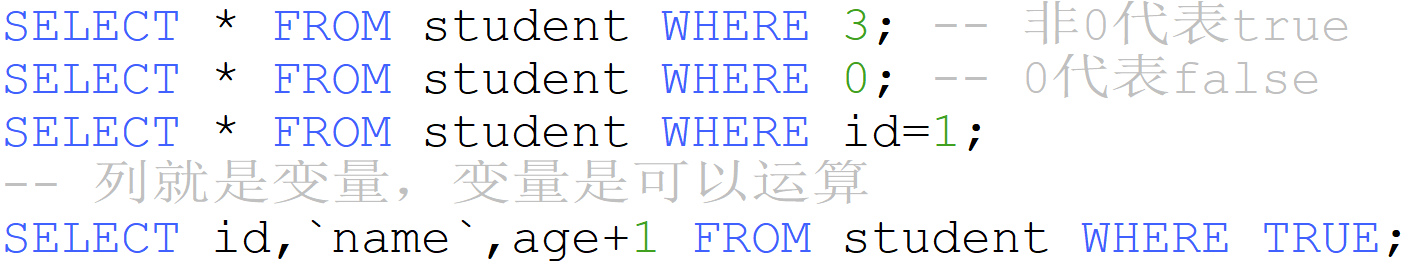 SELECT * FROM student WHERE 3; -- 非0代表true
SELECT * FROM student WHERE 0; -- 0代表false
SELECT * FROM student WHERE id=1;
-- 列就是变量，变量是可以运算
SELECT id,`name`,age+1 FROM student WHERE TRUE;